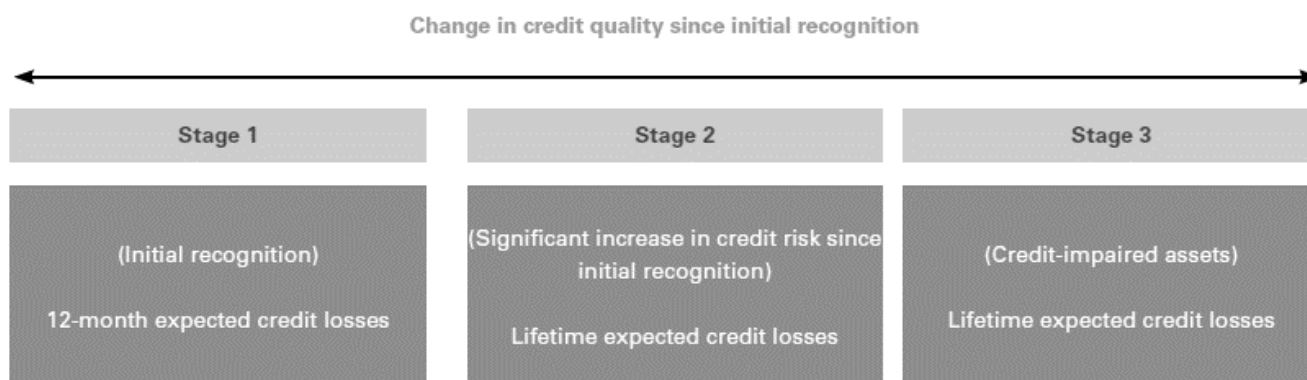 Change in credit quality since initial recognition
Stage 1
Stage 2
Stage 3
(Initial recognition)
12-month expected credit losses
(Significant increase in credit risk since
initial recognition)
Lifetime expected credit losses
(Credit-impaired assets)
Lifetime expected credit losses